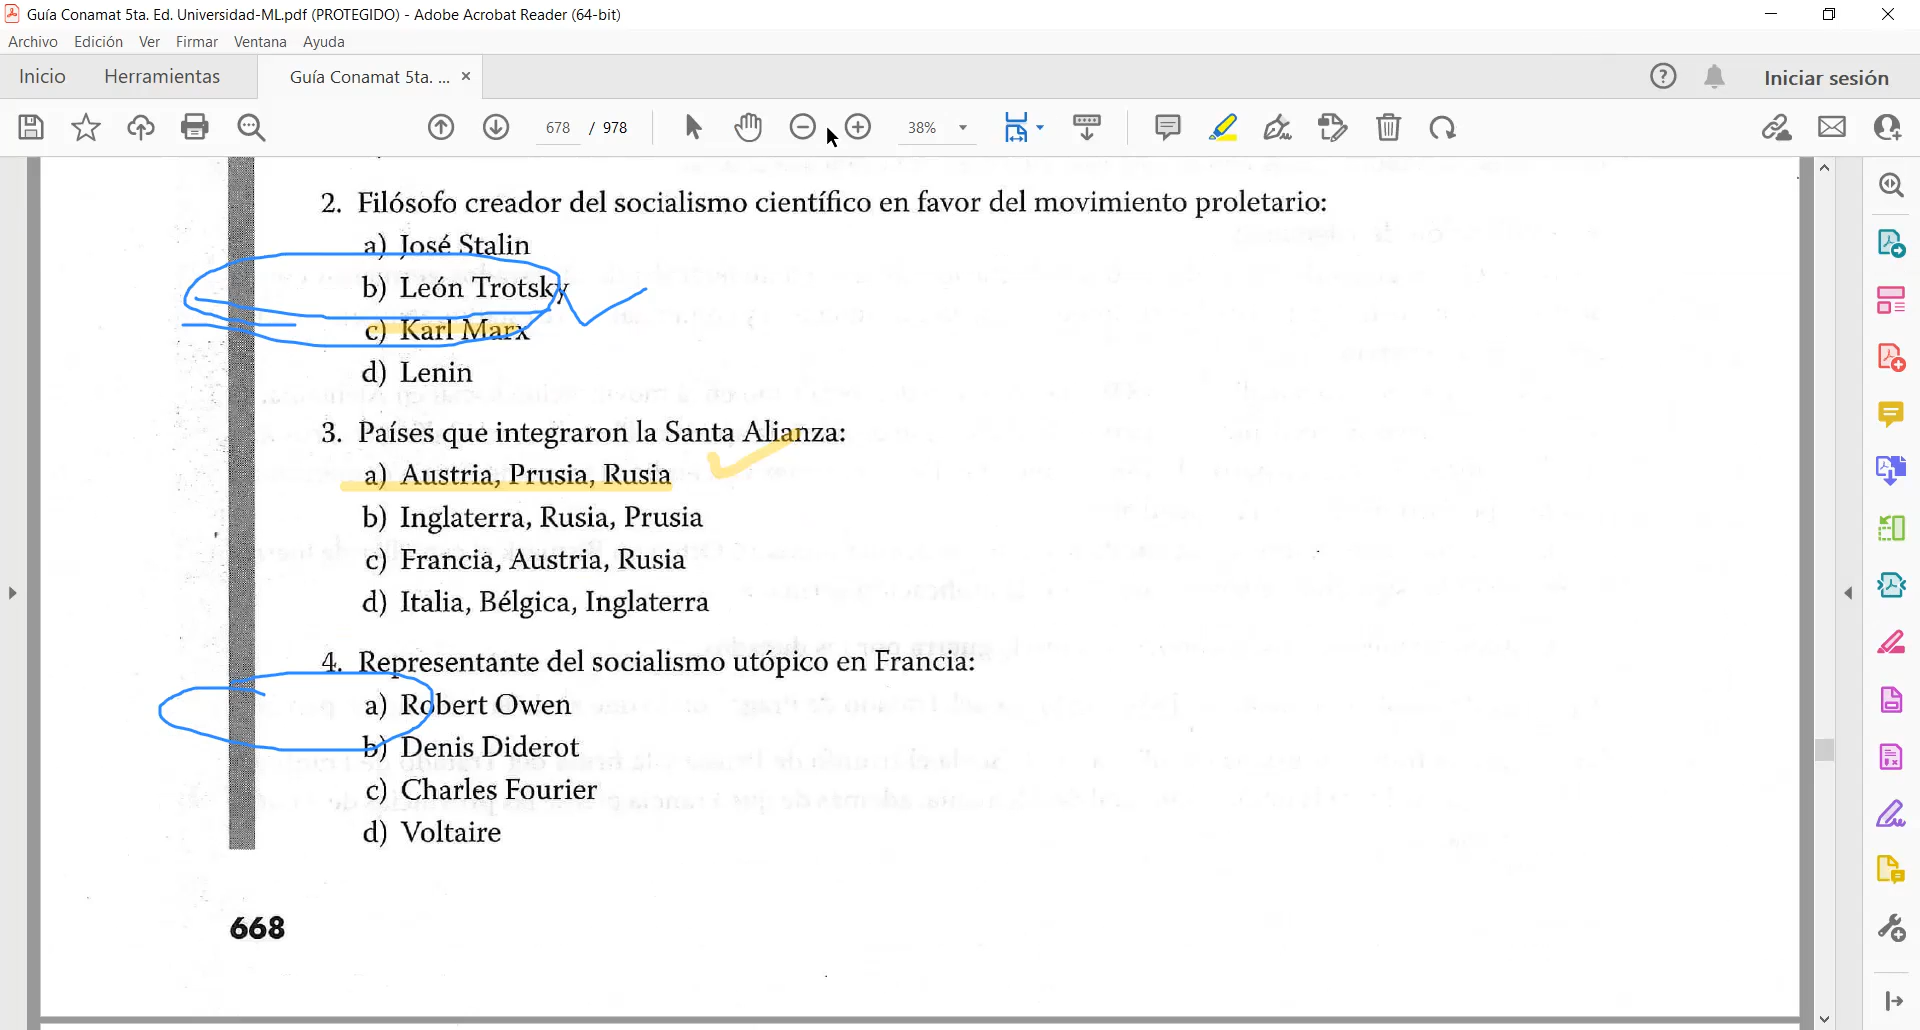 Guía Conamat 5ta. Ed. Universidad-ML.pdf (PROTEGIDO) - Adobe Acrobat Reader (64-bit)
Archivo Edición Ver Firmar Ventana Ayuda
Inicio Herramientas Guía Conamat 5ta. ... × Iniciar sesión
678 / 978 38%
2. Filósofo creador del socialismo científico en favor del movimiento proletario:
a) José Stalin
b) León Trotsky
c) Karl Marx
d) Lenin
3. Países que integraron la Santa Alianza:
a) Austria, Prusia, Rusia
b) Inglaterra, Rusia, Prusia
c) Francia, Austria, Rusia
d) Italia, Bélgica, Inglaterra
4. Representante del socialismo utópico en Francia:
a) Robert Owen
b) Denis Diderot
c) Charles Fourier
d) Voltaire
668